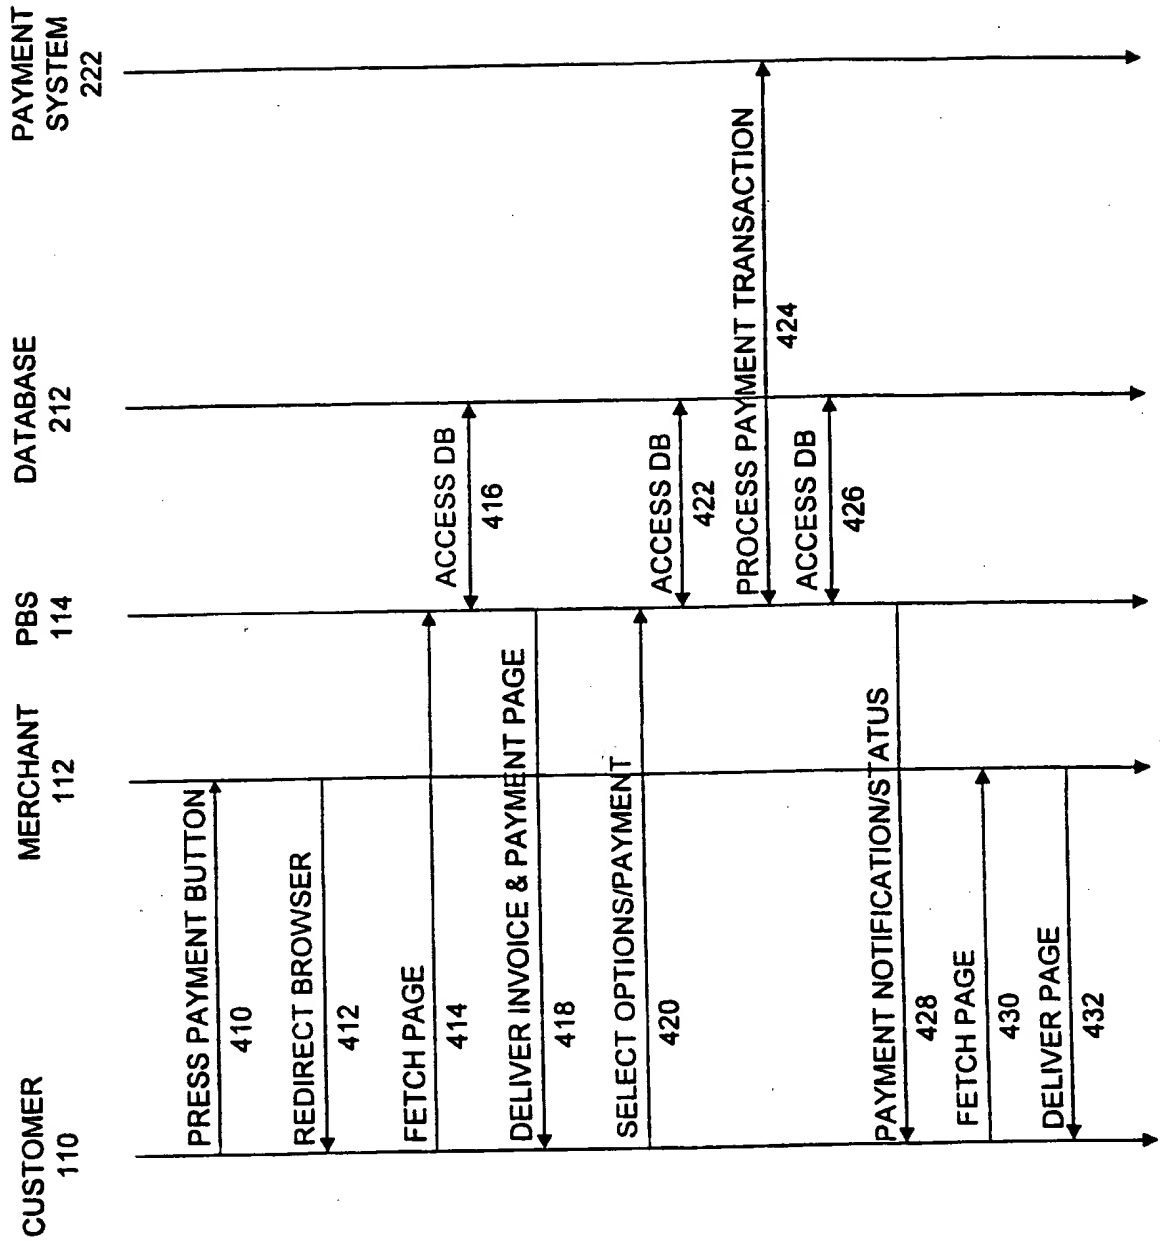 CUSTOMER
110
MERCHANT
112
PBS
114
DATABASE
212
PAYMENT
SYSTEM
222
PRESS PAYMENT BUTTON
410
REDIRECT BROWSER
412
FETCH PAGE
414
ACCESS DB
416
DELIVER INVOICE & PAYMENT PAGE
418
SELECT OPTIONS/PAYMENT
420
ACCESS DB
422
PROCESS PAYMENT TRANSACTION
424
ACCESS DB
426
PAYMENT NOTIFICATION/STATUS
428
FETCH PAGE
430
DELIVER PAGE
432